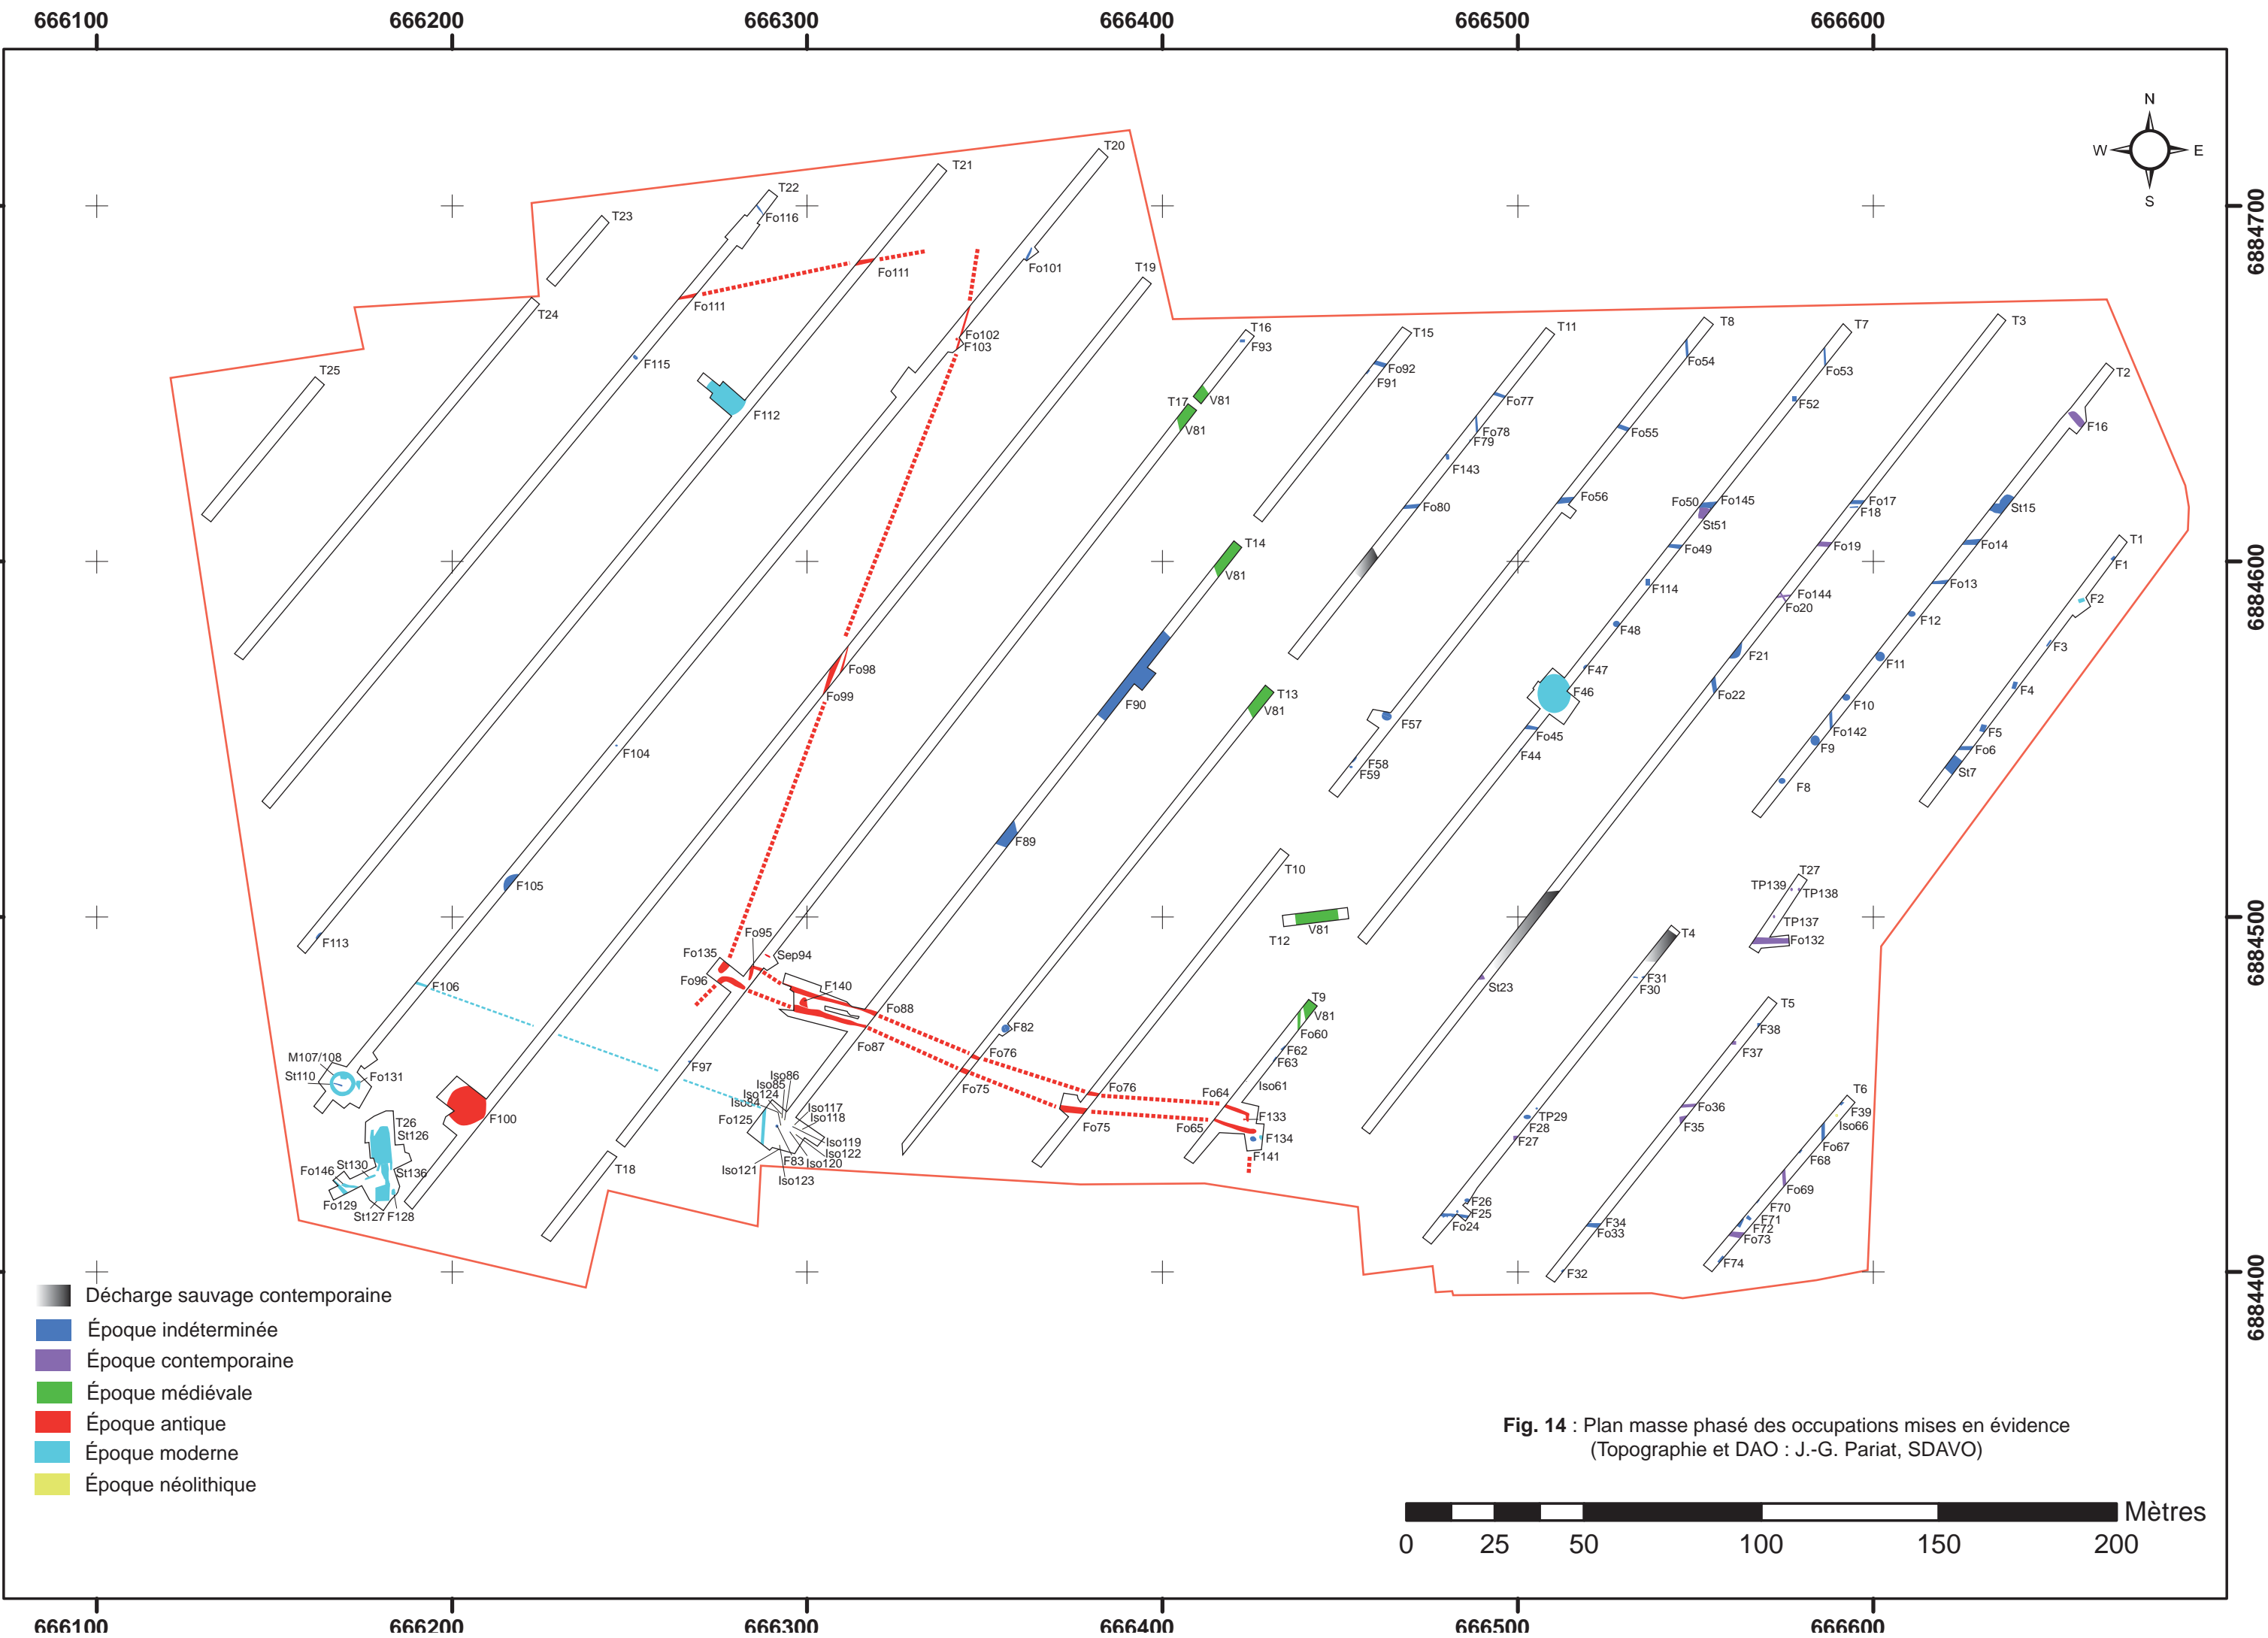 666100 666200 666300 666400 666500 666600
N
W E
S
6884700
6884600
6884500
6884400
T20
T21
T22
Fo116
T23
Fo111
Fo111
Fo101
T19
T24
Fo102
F103
F115
T25
F112
T16
F93
T15
Fo92
F91
T17
V81
V81
T11
Fo77
Fo78
F79
F143
Fo80
T8
Fo54
Fo55
Fo56
T7
Fo53
F52
Fo50
Fo145
St51
Fo49
F114
F48
F47
F46
Fo45
F44
T3
Fo17
F18
Fo19
Fo144
Fo20
F21
Fo22
T2
F16
St15
Fo14
Fo13
F12
F11
F10
Fo142
F9
F8
T1
F1
F2
F3
F4
F5
Fo6
St7
T14
V81
F90
T13
V81
F57
F58
F59
Fo98
Fo99
F104
F89
F105
F113
T10
T12
V81
T27
TP139
TP138
TP137
Fo132
T4
F31
F30
St23
Fo135
Fo95
Sep94
Fo96
F140
Fo88
Fo87
F106
F82
T9
V81
Fo60
F62
F63
Iso61
T5
F38
F37
Fo36
F35
Fo76
Fo75
Fo76
Fo75
Fo64
Fo65
F133
F134
F141
F97
M107/108
St110
Fo131
F100
T26
St126
St130
St136
Fo146
Fo129
St127
F128
T18
Iso86
Iso85
Iso124
Iso84
Fo125
Iso117
Iso118
Iso119
Iso122
Iso120
F83
Iso121
Iso123
TP29
F28
F27
F26
F25
Fo24
F34
Fo33
F32
T6
F39
Iso66
Fo67
F68
Fo69
F70
F71
F72
Fo73
F74
Décharge sauvage contemporaine
Époque indéterminée
Époque contemporaine
Époque médiévale
Époque antique
Époque moderne
Époque néolithique
Fig. 14 : Plan masse phasé des occupations mises en évidence
(Topographie et DAO : J.-G. Pariat, SDAVO)
Mètres
0 25 50 100 150 200
666100 666200 666300 666400 666500 666600